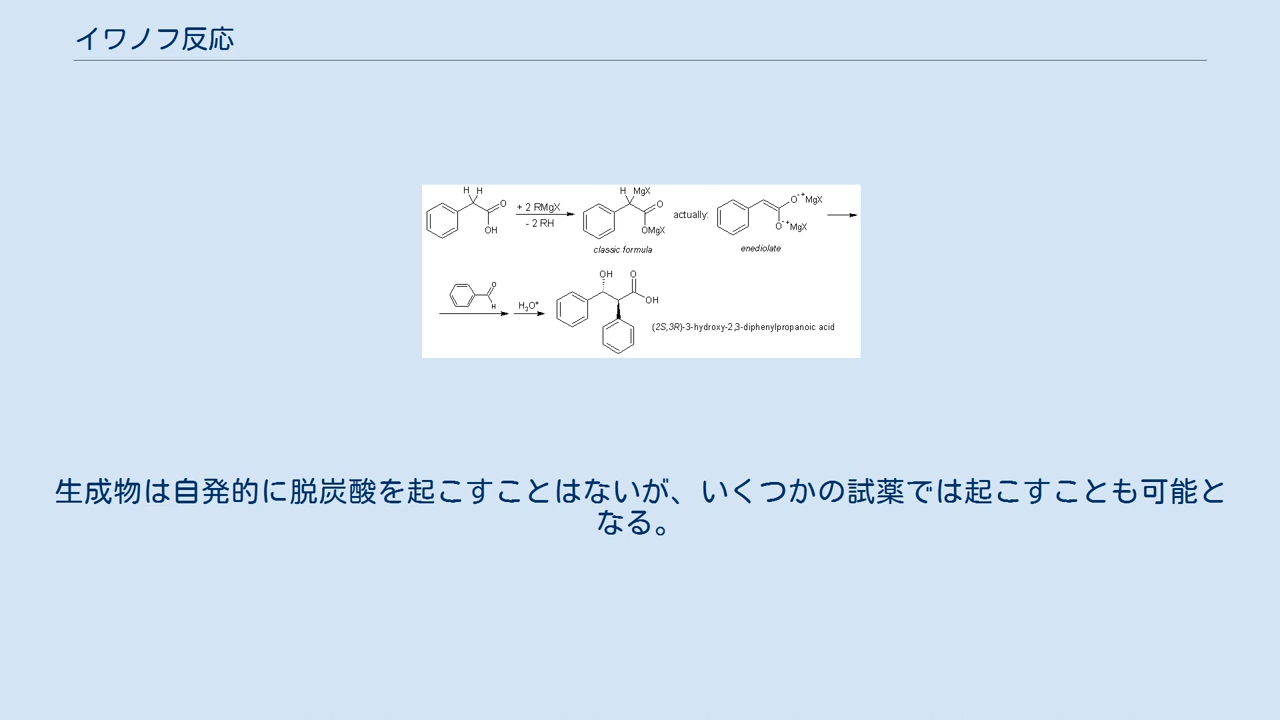 イワノフ反応
H H
O
OH
+ 2 RMgX
- 2 RH
H MgX
O
OMgX
classic formula
actually:
O⁻⁺MgX
O⁻⁺MgX
enediolate
O
H
H₃O⁺
OH O
OH
(2S,3R)-3-hydroxy-2,3-diphenylpropanoic acid
生成物は自発的に脱炭酸を起こすことはないが、いくつかの試薬では起こすことも可能と
なる。